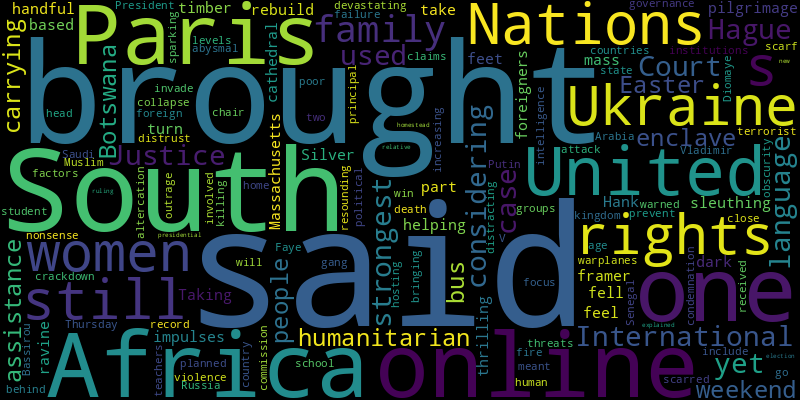 handful
Paris
President
devastating
Nations
governance
pilgrimage
based
timber
failure
rebuild
take
Hague
carrying
sparking
levels
abysmal
cathedral
family
used
claims
countries
scarf
mass
Court
institutions
new
s
brought
Botswana
invade
collapse
foreign
poor
principal
feet
foreigners
state
Easter
Diomaye
Ukraine
head
chair
two
homestead
increasing
intelligence
terrorist
turn
distrust
Justice
Saudi
Muslim
factors
Massachusetts
Silver
relative
considering
attack
Arabia
enclave
Putin
Vladimir
obscurity
language
South
ruling
student
nonsense
altercation
outrage
involved
killing
home
resounding
political
win
death
part
strongest
helping
case
United
groups
Hank
warned
sleuthing
kingdom
prevent
close
distracting
women
presidential
said
Faye
gang
will
people
hosting
bringing
bus
focus
rights
age
warplanes
dark
framer
fell
feel
Senegal
condemnation
received
one
assistance
crackdown
still
Taking
Thursday
record
impulses
Bassirou
ravine
humanitarian
thrilling
threats
International
explained
include
yet
Africa
teachers
planned
violence
Russia
country
commission
school
online
fire
meant
human
scarred
go
election
weekend
behind